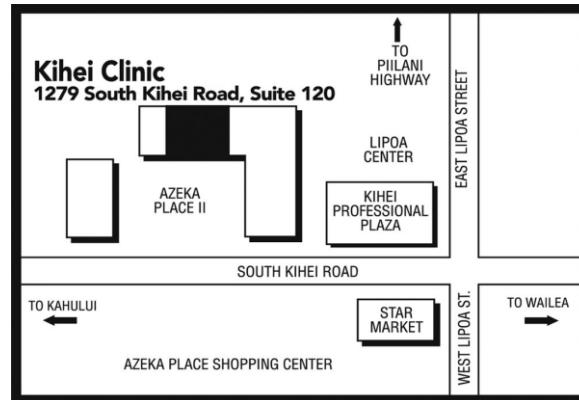 Kihei Clinic
1279 South Kihei Road, Suite 120
TO
PIILANI
HIGHWAY
EAST LIPOA STREET
LIPOA
CENTER
AZEKA
PLACE II
KIHEI
PROFESSIONAL
PLAZA
SOUTH KIHEI ROAD
TO KAHULUI
STAR
MARKET
WEST LIPOA ST.
TO WAILEA
AZEKA PLACE SHOPPING CENTER